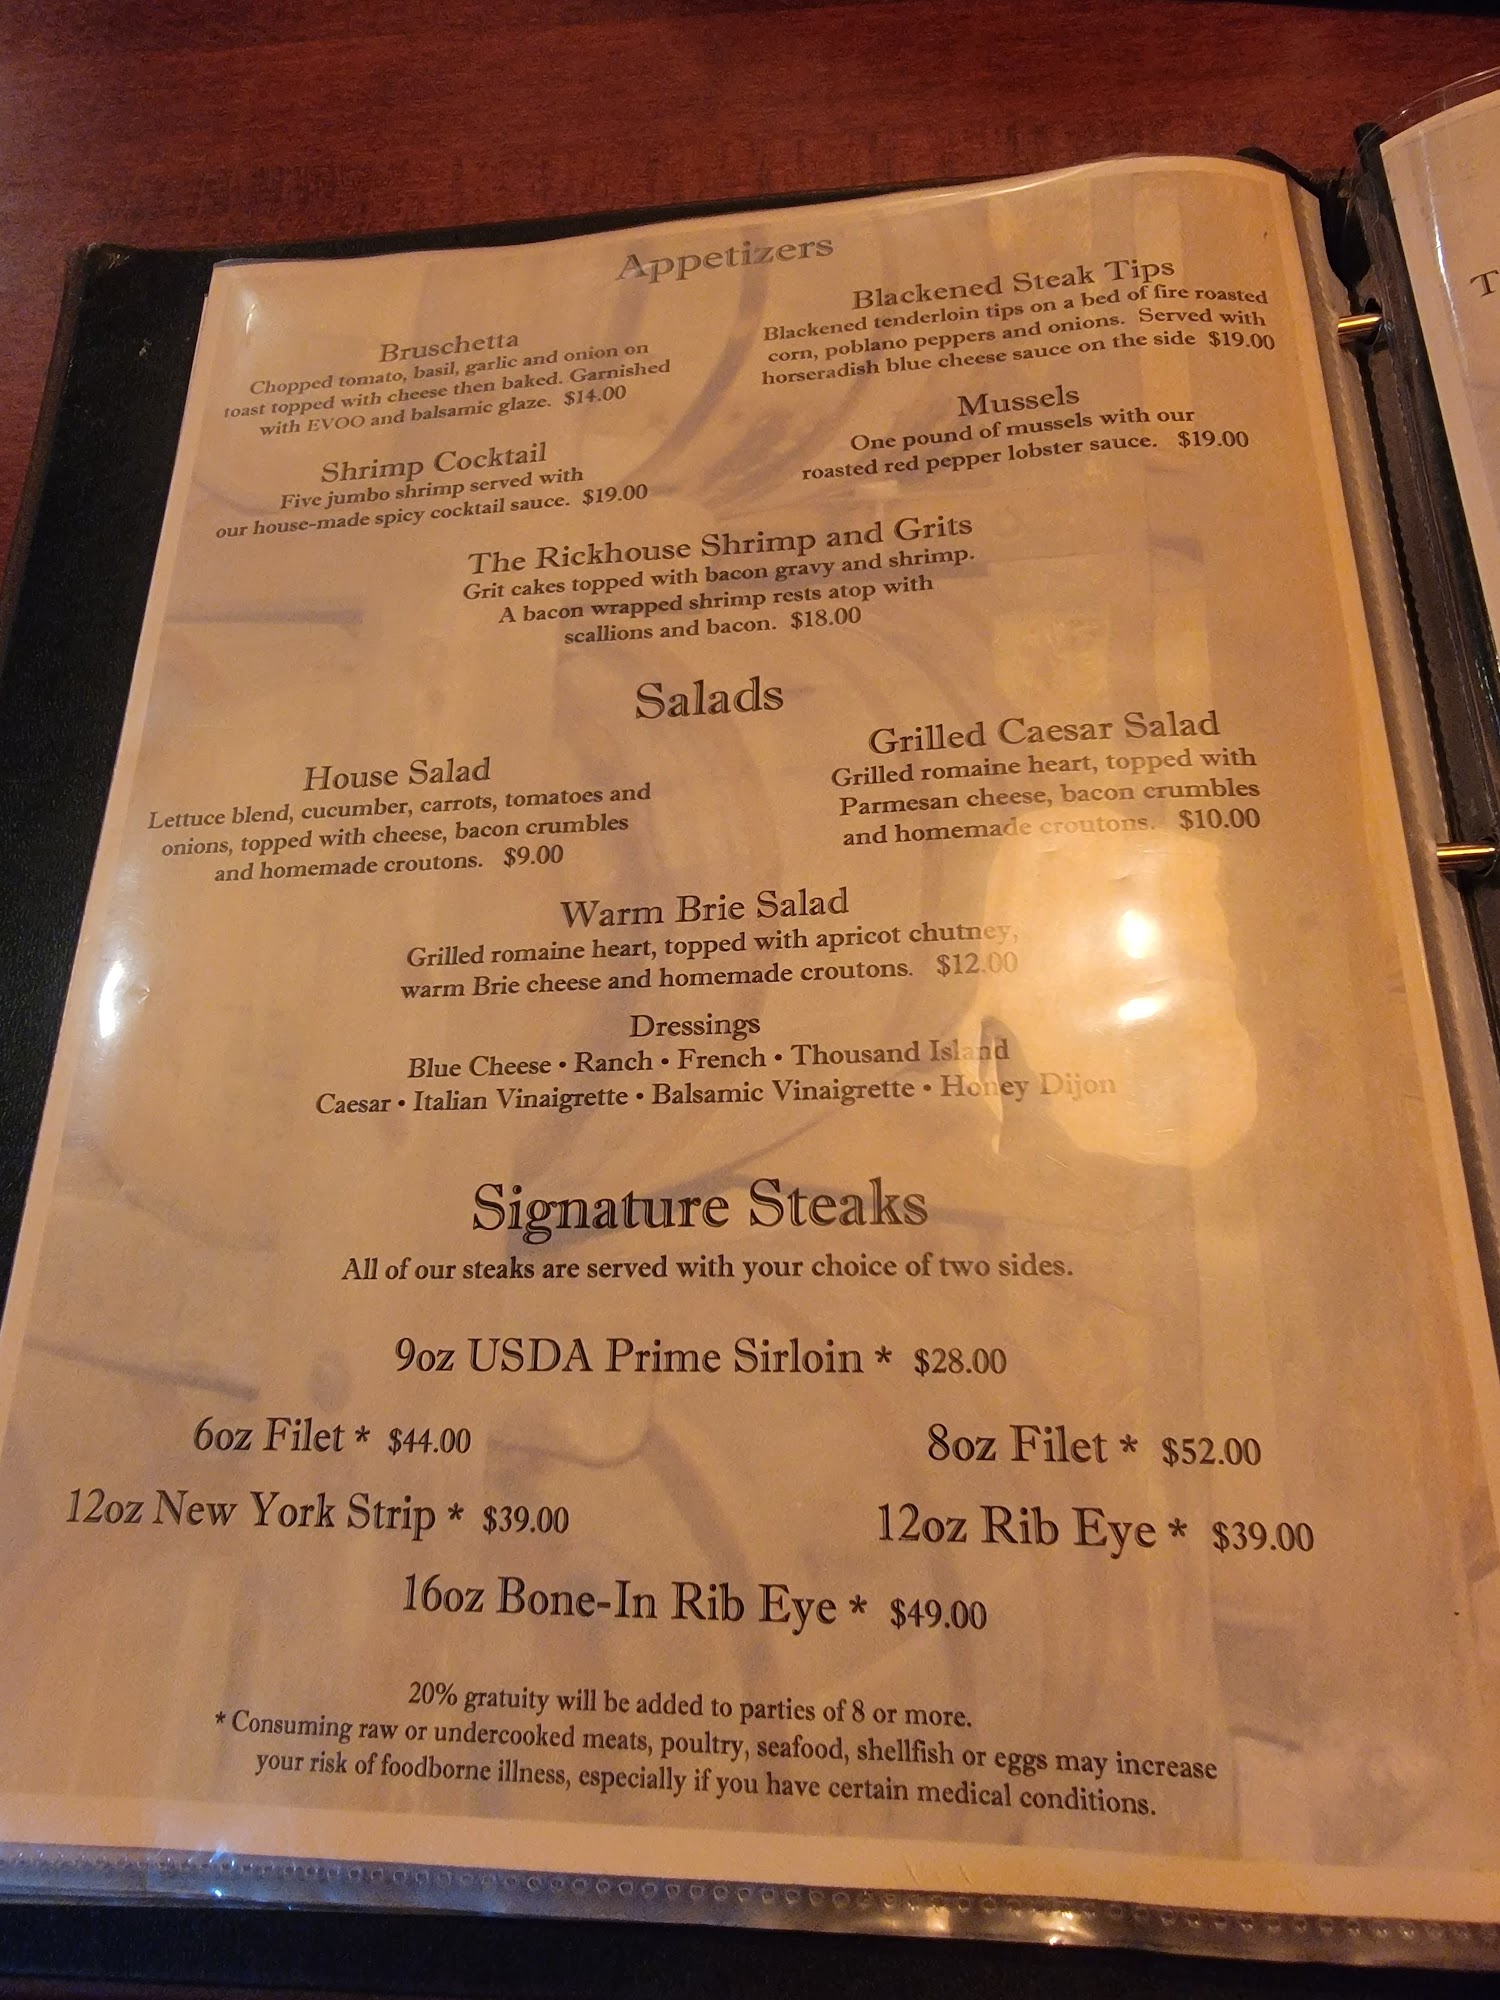 Appetizers
Bruschetta
Chopped tomato, basil, garlic and onion on
toast topped with cheese then baked. Garnished
with EVOO and balsamic glaze. $14.00
Blackened Steak Tips
Blackened tenderloin tips on a bed of fire roasted
corn, poblano peppers and onions. Served with
horseradish blue cheese sauce on the side $19.00
Shrimp Cocktail
Five jumbo shrimp served with
our house-made spicy cocktail sauce. $19.00
Mussels
One pound of mussels with our
roasted red pepper lobster sauce. $19.00
The Rickhouse Shrimp and Grits
Grit cakes topped with bacon gravy and shrimp.
A bacon wrapped shrimp rests atop with
scallions and bacon. $18.00
Salads
House Salad
Lettuce blend, cucumber, carrots, tomatoes and
onions, topped with cheese, bacon crumbles
and homemade croutons. $9.00
Grilled Caesar Salad
Grilled romaine heart, topped with
Parmesan cheese, bacon crumbles
and homemade croutons. $10.00
Warm Brie Salad
Grilled romaine heart, topped with apricot chutney,
warm Brie cheese and homemade croutons. $12.00
Dressings
Blue Cheese • Ranch • French • Thousand Island
Caesar • Italian Vinaigrette • Balsamic Vinaigrette • Honey Dijon
Signature Steaks
All of our steaks are served with your choice of two sides.
9oz USDA Prime Sirloin * $28.00
6oz Filet * $44.00
8oz Filet * $52.00
12oz New York Strip * $39.00
12oz Rib Eye * $39.00
16oz Bone-In Rib Eye * $49.00
20% gratuity will be added to parties of 8 or more.
* Consuming raw or undercooked meats, poultry, seafood, shellfish or eggs may increase
your risk of foodborne illness, especially if you have certain medical conditions.